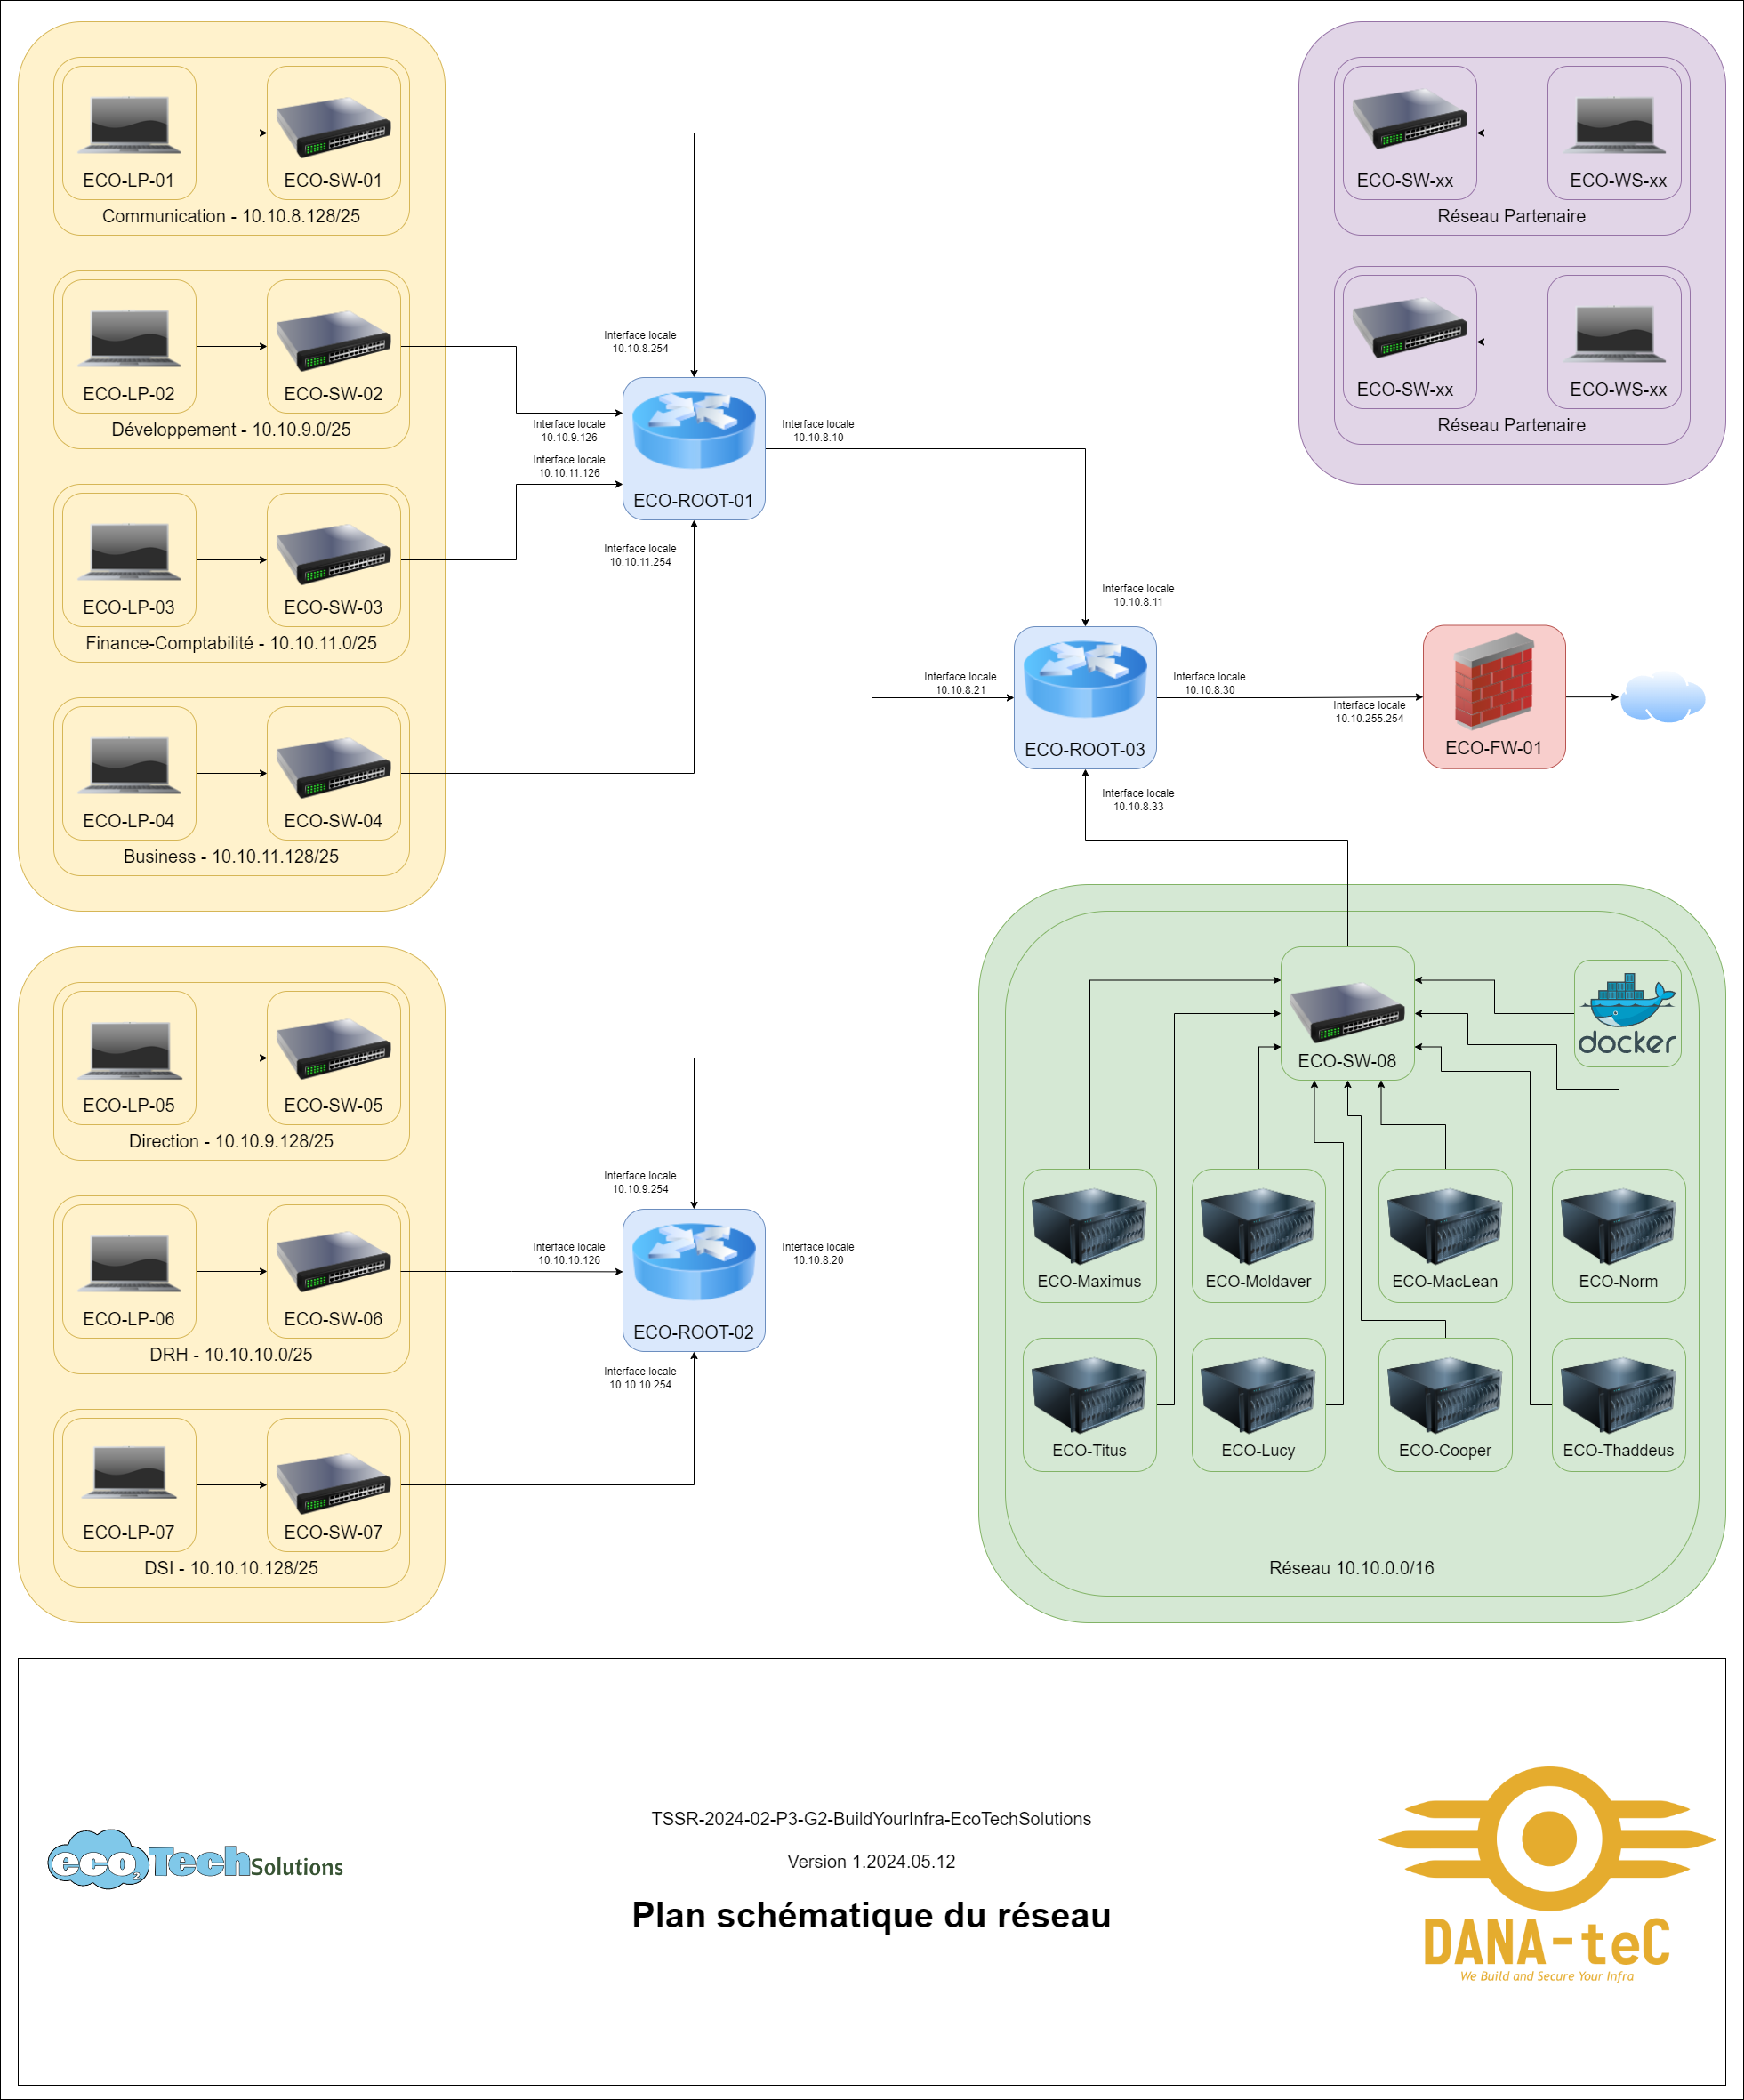 ECO-LP-01
ECO-SW-01
Communication - 10.10.8.128/25
ECO-LP-02
ECO-SW-02
Développement - 10.10.9.0/25
ECO-LP-03
ECO-SW-03
Finance-Comptabilité - 10.10.11.0/25
ECO-LP-04
ECO-SW-04
Business - 10.10.11.128/25
Interface locale
10.10.8.254
Interface locale
10.10.9.126
Interface locale
10.10.11.126
Interface locale
10.10.11.254
ECO-ROOT-01
Interface locale
10.10.8.10
ECO-SW-xx
ECO-WS-xx
Réseau Partenaire
ECO-SW-xx
ECO-WS-xx
Réseau Partenaire
Interface locale
10.10.8.11
Interface locale
10.10.8.21
ECO-ROOT-03
Interface locale
10.10.8.30
Interface locale
10.10.255.254
ECO-FW-01
Interface locale
10.10.8.33
ECO-LP-05
ECO-SW-05
Direction - 10.10.9.128/25
ECO-LP-06
ECO-SW-06
DRH - 10.10.10.0/25
ECO-LP-07
ECO-SW-07
DSI - 10.10.10.128/25
Interface locale
10.10.9.254
Interface locale
10.10.10.126
Interface locale
10.10.10.254
ECO-ROOT-02
Interface locale
10.10.8.20
ECO-SW-08
docker
ECO-Maximus
ECO-Moldaver
ECO-MacLean
ECO-Norm
ECO-Titus
ECO-Lucy
ECO-Cooper
ECO-Thaddeus
Réseau 10.10.0.0/16
eco2TechSolutions
TSSR-2024-02-P3-G2-BuildYourInfra-EcoTechSolutions
Version 1.2024.05.12
Plan schématique du réseau
DANA-teC
We Build and Secure Your Infra